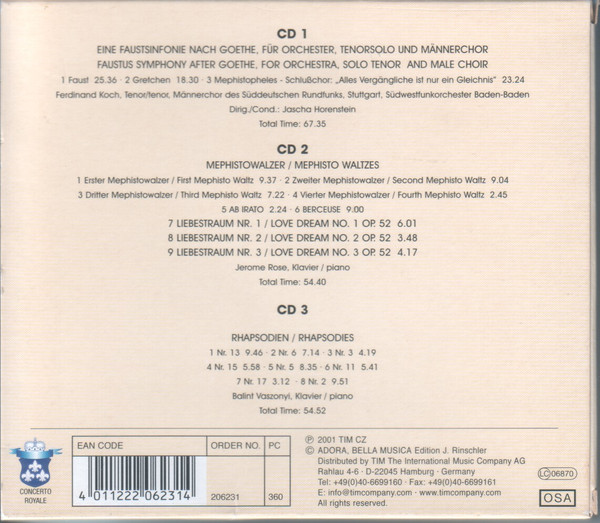 CD 1
EINE FAUSTSINFONIE NACH GOETHE, FÜR ORCHESTER, TENORSOLO UND MÄNNERCHOR
FAUSTUS SYMPHONY AFTER GOETHE, FOR ORCHESTRA, SOLO TENOR AND MALE CHOIR
1 Faust 25.36 · 2 Gretchen 18.30 · 3 Mephistopheles - Schlußchor: „Alles Vergängliche ist nur ein Gleichnis" 23.24
Ferdinand Koch, Tenor/tenor, Männerchor des Süddeutschen Rundfunks, Stuttgart, Südwestfunkorchester Baden-Baden
Dirig./Cond.: Jascha Horenstein
Total Time: 67.35
CD 2
MEPHISTOWALZER / MEPHISTO WALTZES
1 Erster Mephistowalzer / First Mephisto Waltz 9.37 · 2 Zweiter Mephistowalzer / Second Mephisto Waltz 9.04
3 Dritter Mephistowalzer / Third Mephisto Waltz 7.22 · 4 Vierter Mephistowalzer / Fourth Mephisto Waltz 2.45
5 AB IRATO 2.24 · 6 BERCEUSE 9.00
7 LIEBESTRAUM NR. 1 / LOVE DREAM NO. 1 OP. 52 6.01
8 LIEBESTRAUM NR. 2 / LOVE DREAM NO. 2 OP. 52 3.48
9 LIEBESTRAUM NR. 3 / LOVE DREAM NO. 3 OP. 52 4.17
Jerome Rose, Klavier / piano
Total Time: 54.40
CD 3
RHAPSODIEN / RHAPSODIES
1 Nr. 13 9.46 · 2 Nr. 6 7.14 · 3 Nr. 3 4.19
4 Nr. 15 5.58 · 5 Nr. 5 8.35 · 6 Nr. 11 5.41
7 Nr. 17 3.12 · 8 Nr. 2 9.51
Balint Vaszonyi, Klavier / piano
Total Time: 54.52
CONCERTO
ROYALE
EAN CODE
4 011222 062314
ORDER NO.
206231
PC
360
℗ 2001 TIM CZ
© ADORA, BELLA MUSICA Edition J. Rinschler
Distributed by TIM The International Music Company AG
Rahlau 4-6 · D-22045 Hamburg · Germany
Tel: +49(0)40-6699160 · Fax: +49(0)40-6699161
E: info@timcompany.com · www.timcompany.com
LC 06870
OSA